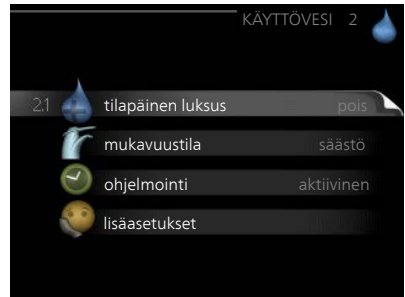 KÄYTTÖVESI 2
2.1 tilapäinen luksus pois
mukavuustila säästö
ohjelmointi aktiivinen
lisäasetukset